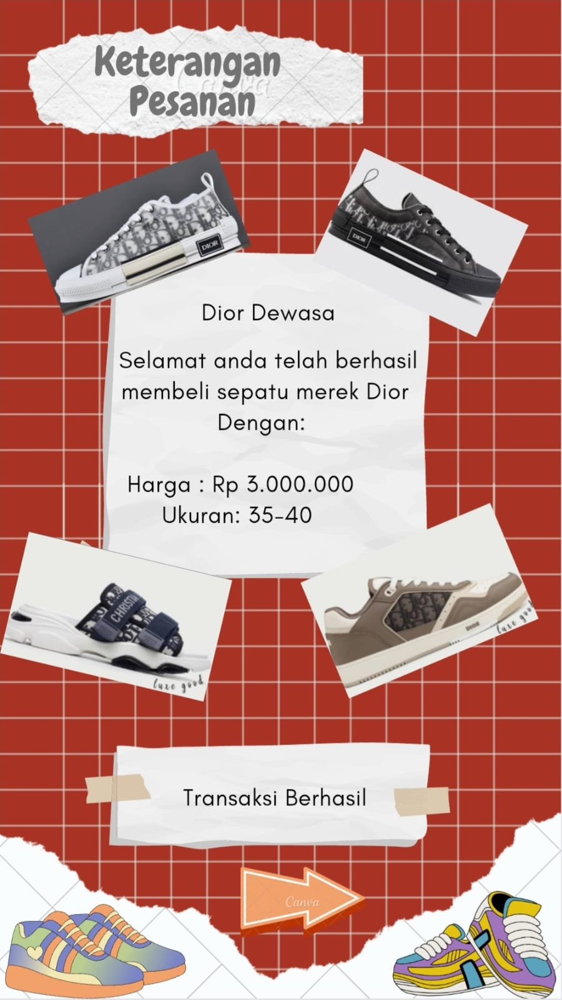 Keterangan
Pesanan
DIOR
DIOR
Dior Dewasa
Selamat anda telah berhasil
membeli sepatu merek Dior
Dengan:
Harga : Rp 3.000.000
Ukuran: 35-40
CHRISTIA
luxe good
DIOR
luxe good
Transaksi Berhasil
Canva